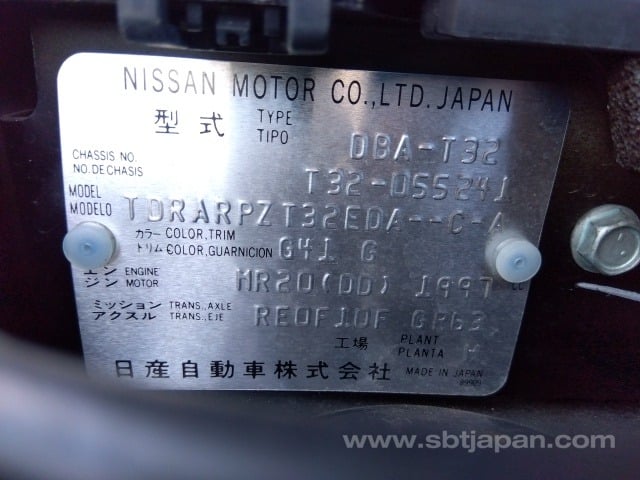 NISSAN MOTOR CO.,LTD. JAPAN
型式 TYPE TIPO DBA-T32
CHASSIS NO. NO. DE CHASIS T32-055241
MODEL MODELO TDRARPZT32EDA--C-A
カラー トリム COLOR,TRIM COLOR,GUARNICION G41 G
エンジン ENGINE MOTOR MR20(DD) 1997 CC
ミッション アクスル TRANS.,AXLE TRANS.,EJE RE0F10F GR63
工場 PLANT PLANTA
日産自動車株式会社 MADE IN JAPAN
89909
www.sbtjapan.com